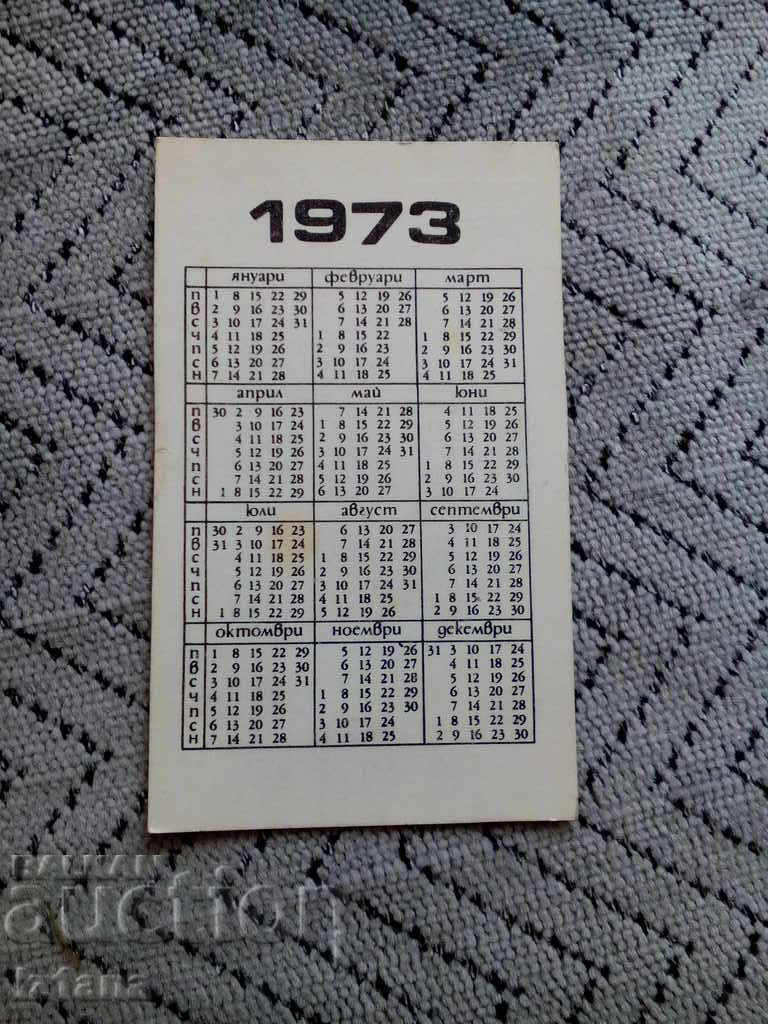 1973
януари февруари март
п 1 8 15 22 29 5 12 19 26 5 12 19 26
в 2 9 16 23 30 6 13 20 27 6 13 20 27
с 3 10 17 24 31 7 14 21 28 7 14 21 28
ч 4 11 18 25 1 8 15 22 1 8 15 22 29
п 5 12 19 26 2 9 16 23 2 9 16 23 30
с 6 13 20 27 3 10 17 24 3 10 17 24 31
н 7 14 21 28 4 11 18 25 4 11 18 25
април май юни
п 30 2 9 16 23 7 14 21 28 4 11 18 25
в 3 10 17 24 1 8 15 22 29 5 12 19 26
с 4 11 18 25 2 9 16 23 30 6 13 20 27
ч 5 12 19 26 3 10 17 24 31 7 14 21 28
п 6 13 20 27 4 11 18 25 1 8 15 22 29
с 7 14 21 28 5 12 19 26 2 9 16 23 30
н 1 8 15 22 29 6 13 20 27 3 10 17 24
юли август септември
п 30 2 9 16 23 6 13 20 27 3 10 17 24
в 31 3 10 17 24 7 14 21 28 4 11 18 25
с 4 11 18 25 1 8 15 22 29 5 12 19 26
ч 5 12 19 26 2 9 16 23 30 6 13 20 27
п 6 13 20 27 3 10 17 24 31 7 14 21 28
с 7 14 21 28 4 11 18 25 1 8 15 22 29
н 1 8 15 22 29 5 12 19 26 2 9 16 23 30
октомври ноември декември
п 1 8 15 22 29 5 12 19 26 31 3 10 17 24
в 2 9 16 23 30 6 13 20 27 4 11 18 25
с 3 10 17 24 31 7 14 21 28 5 12 19 26
ч 4 11 18 25 1 8 15 22 29 6 13 20 27
п 5 12 19 26 2 9 16 23 30 7 14 21 28
с 6 13 20 27 3 10 17 24 1 8 15 22 29
н 7 14 21 28 4 11 18 25 2 9 16 23 30
BALKAN
auction
Iztana